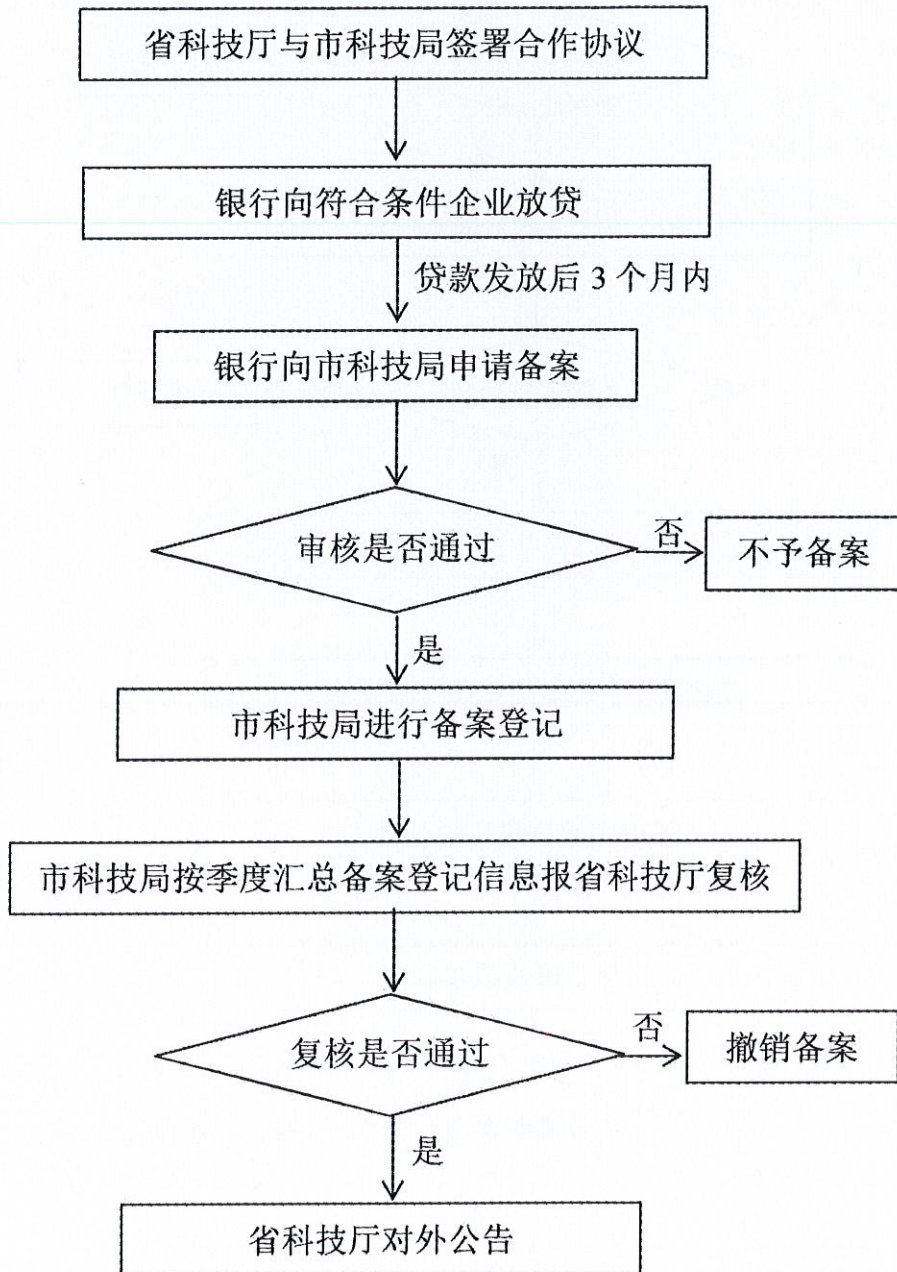 省科技厅与市科技局签署合作协议
银行向符合条件企业放贷
贷款发放后 3 个月内
银行向市科技局申请备案
审核是否通过
否
不予备案
是
市科技局进行备案登记
市科技局按季度汇总备案登记信息报省科技厅复核
复核是否通过
否
撤销备案
是
省科技厅对外公告